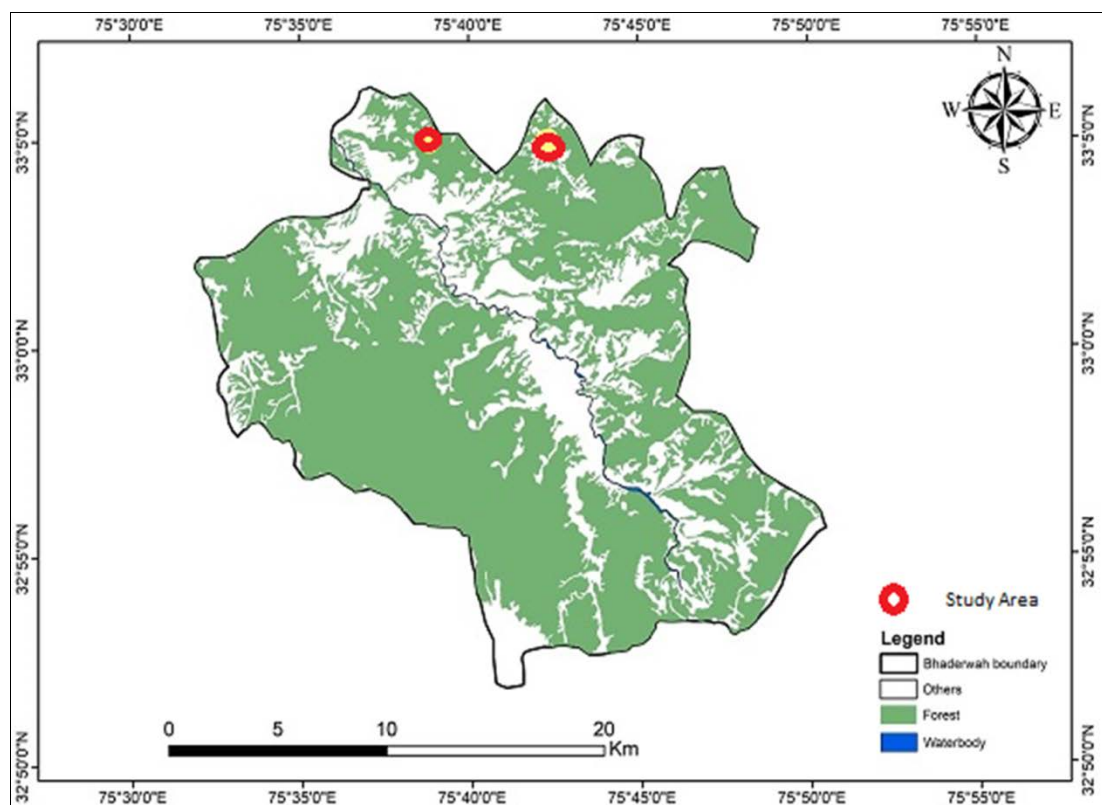 75°30'0"E 75°35'0"E 75°40'0"E 75°45'0"E 75°50'0"E 75°55'0"E
N
W E
S
33°5'0"N 33°5'0"N
33°0'0"N 33°0'0"N
32°55'0"N 32°55'0"N
Study Area
Legend
Bhaderwah boundary
Others
Forest
Waterbody
0 5 10 20
Km
32°50'0"N 32°50'0"N
75°30'0"E 75°35'0"E 75°40'0"E 75°45'0"E 75°50'0"E 75°55'0"E